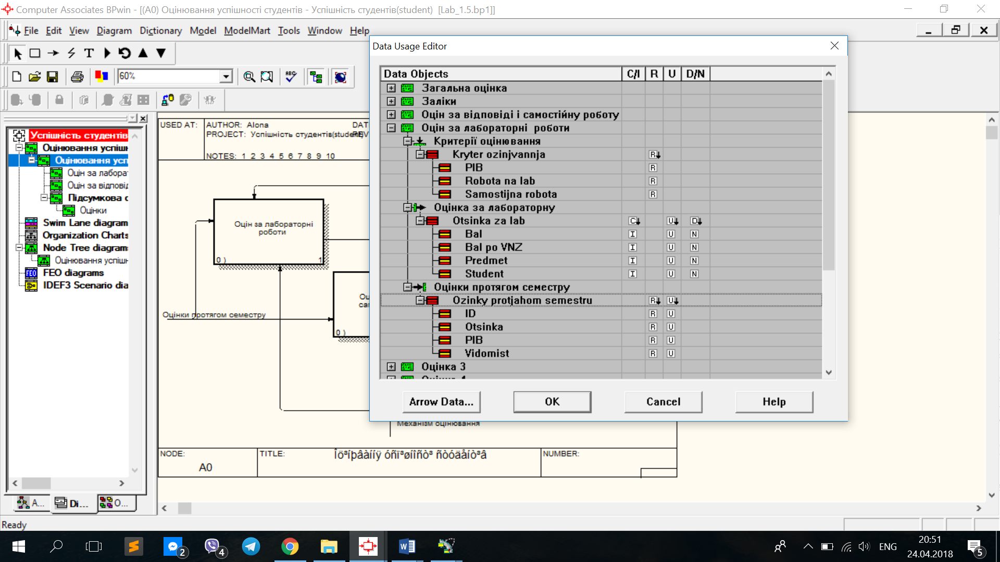 Computer Associates BPwin - [(A0) Оцінювання успішності студентів - Успішність студентів(student)  [Lab_1.5.bp1]]
File Edit View Diagram Dictionary Model ModelMart Tools Window Help
60%
ABC
Успішність студентів
Оцінювання успішн
Оцінювання усп
Оцін за лаборат
Оцін за відповід
Підсумкова о
Оцінки
Swim Lane diagram
Organization Charts
Node Tree diagram
Оцінювання успішн
FEO FEO diagrams
IDEF3 Scenario dia
A... Di... O...
USED AT: AUTHOR: Alona DAT
PROJECT: Успішність студентів(student) REV
NOTES: 1 2 3 4 5 6 7 8 9 10
Оцін за лабораторні
роботи
0 ) 1
Оц
са
Оцінки протягом семестру
0 )
Механізм оцінювання
NODE: TITLE: Îö³íþâàííÿ óñï³øíîñò³ ñòóäåíò³â NUMBER:
A0
Data Usage Editor
Data Objects C/I R U D/N
Загальна оцінка
Заліки
Оцін за відповіді і самостійну роботу
Оцін за лабораторні роботи
Критерії оцінювання
Kryter ozinjvannja R
PIB R
Robota na lab R
Samostijna robota R
Оцінка за лабораторну
Otsinka za lab C U D
Bal I U N
Bal po VNZ I U N
Predmet I U N
Student I U N
Оцінки протягом семестру
Ozinky protjahom semestru R U
ID R U
Otsinka R U
PIB R U
Vidomist R U
Оцінка 3
Arrow Data... OK Cancel Help
Ready
2
4
W
ENG
20:51
24.04.2018
5